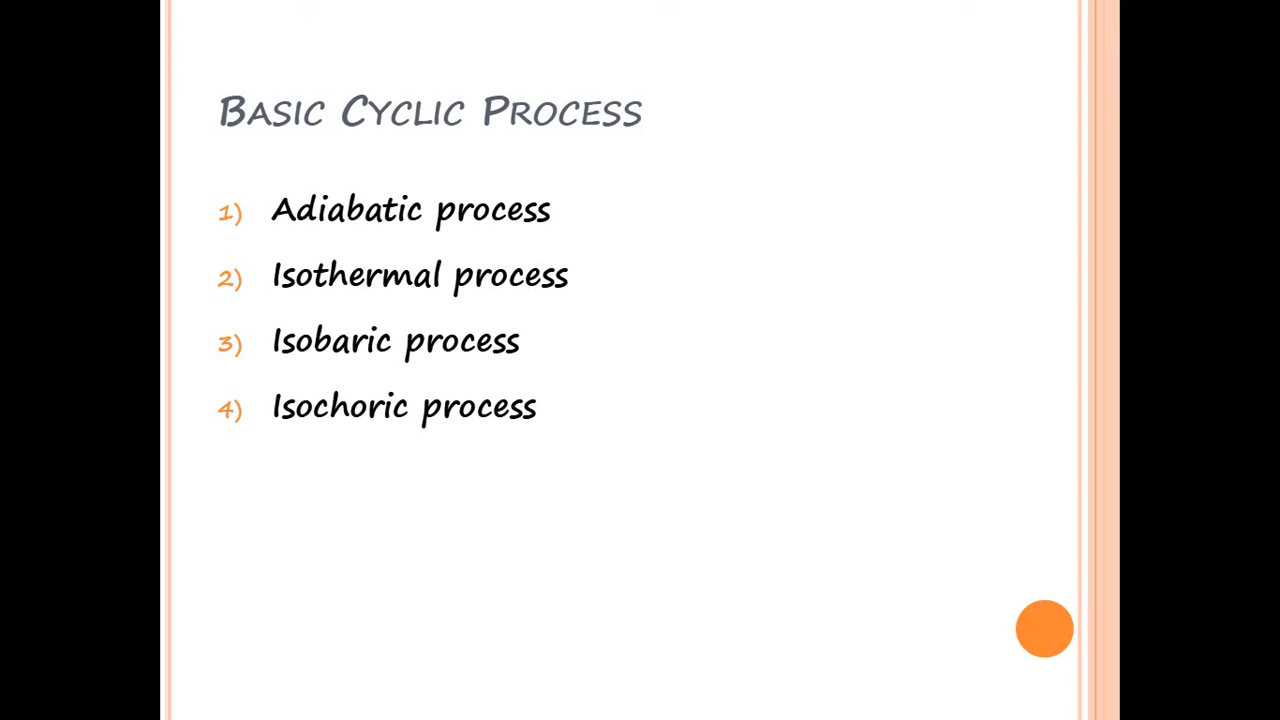 Basic Cyclic Process
1) Adiabatic process
2) Isothermal process
3) Isobaric process
4) Isochoric process